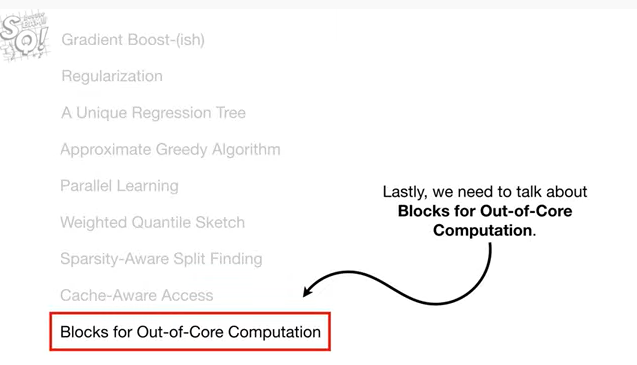 SQ!
Gradient Boost-(ish)
Regularization
A Unique Regression Tree
Approximate Greedy Algorithm
Parallel Learning
Weighted Quantile Sketch
Sparsity-Aware Split Finding
Cache-Aware Access
Blocks for Out-of-Core Computation
Lastly, we need to talk about
Blocks for Out-of-Core
Computation.